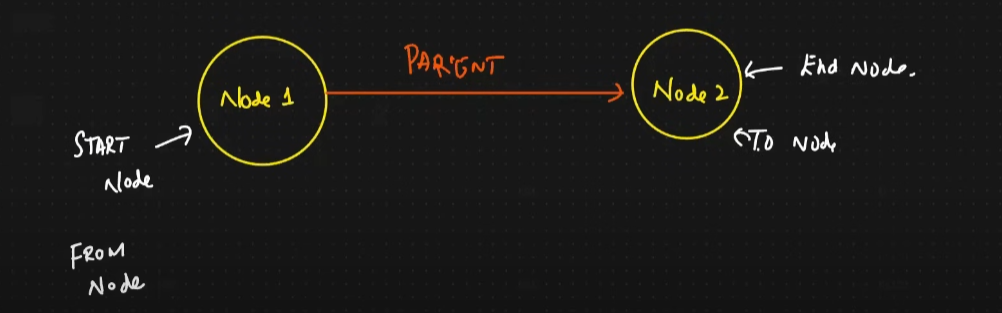 PARENT
Node 1
Node 2
End Node.
START
Node
TO Node
FROM
Node